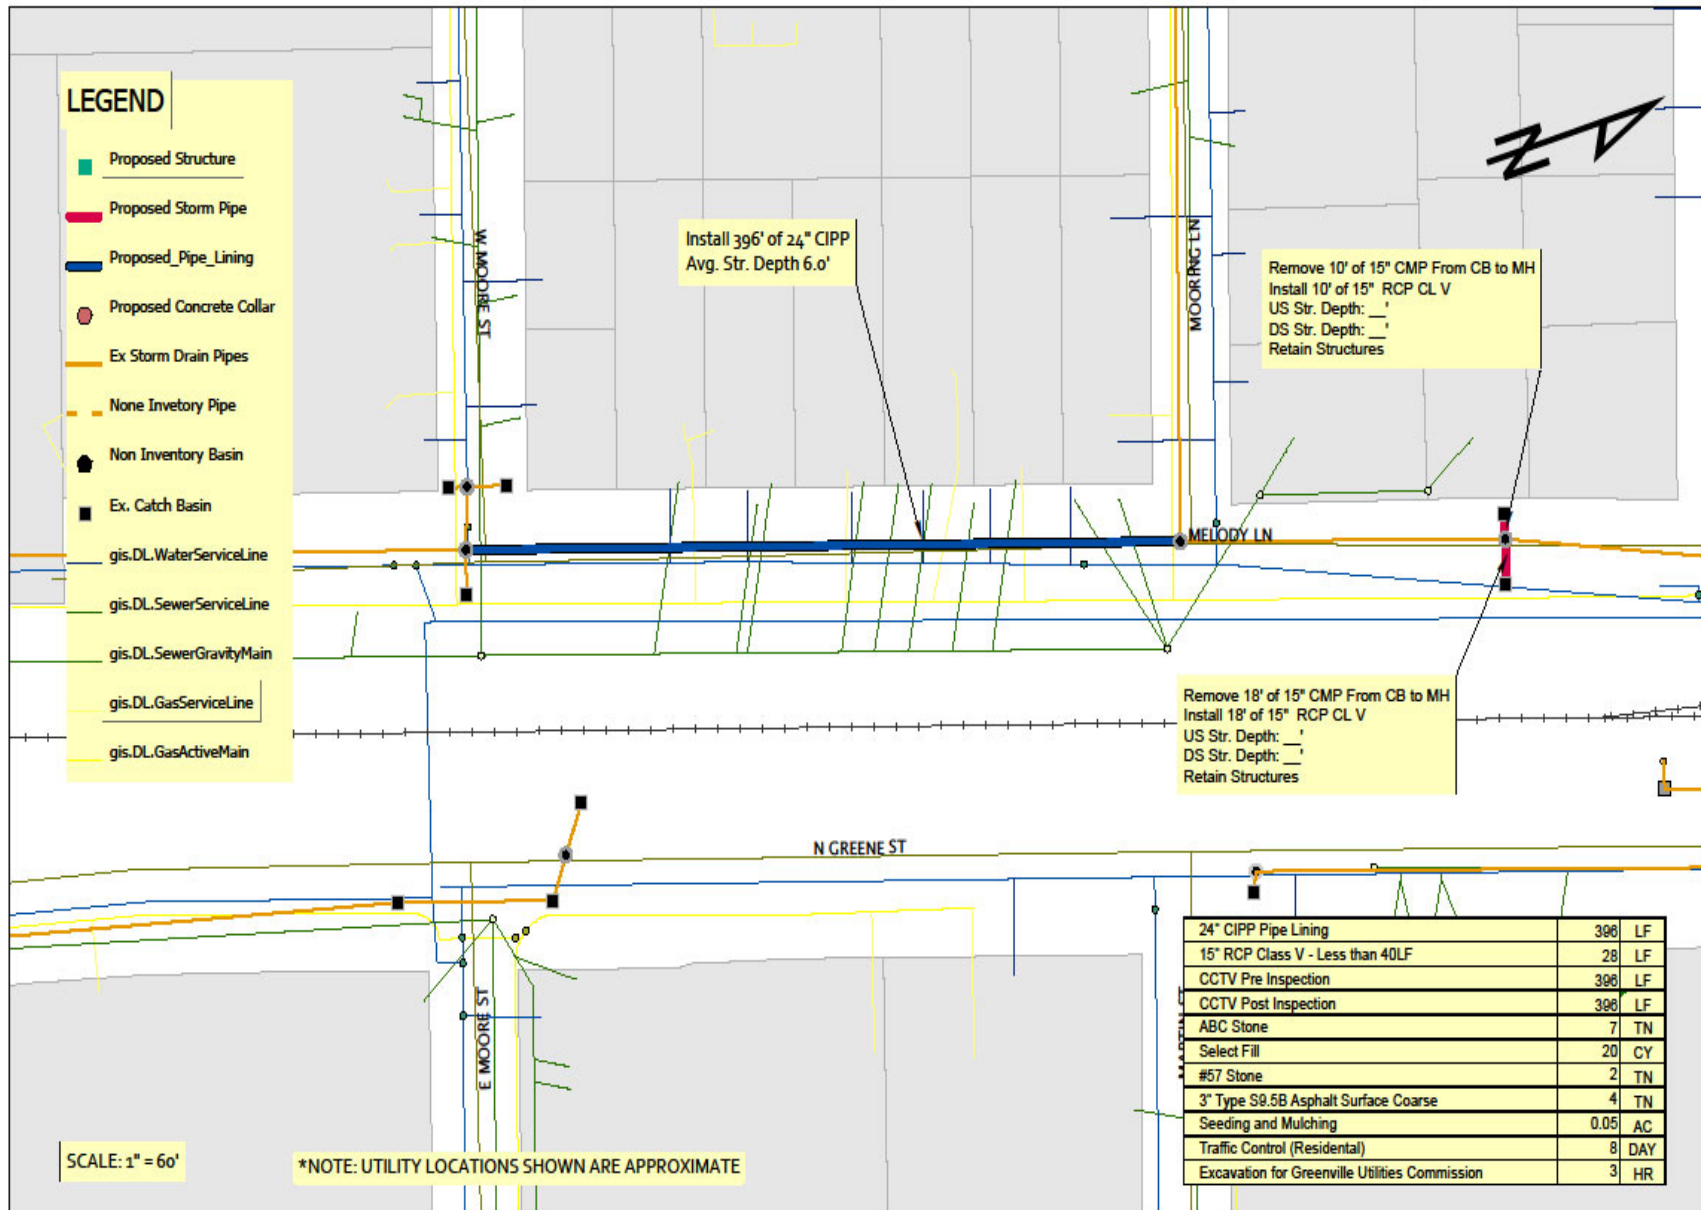 LEGEND
Proposed Structure
Proposed Storm Pipe
Proposed_Pipe_Lining
Proposed Concrete Collar
Ex Storm Drain Pipes
None Invetory Pipe
Non Inventory Basin
Ex. Catch Basin
gis.DL.WaterServiceLine
gis.DL.SewerServiceLine
gis.DL.SewerGravityMain
gis.DL.GasServiceLine
gis.DL.GasActiveMain
W MOORE ST
Install 396' of 24" CIPP
Avg. Str. Depth 6.0'
MOORING LN
N
Remove 10' of 15" CMP From CB to MH
Install 10' of 15" RCP CL V
US Str. Depth: __'
DS Str. Depth: __'
Retain Structures
MELODY LN
Remove 18' of 15" CMP From CB to MH
Install 18' of 15" RCP CL V
US Str. Depth: __'
DS Str. Depth: __'
Retain Structures
N GREENE ST
E MOORE ST
24" CIPP Pipe Lining 396 LF
15" RCP Class V - Less than 40LF 28 LF
CCTV Pre Inspection 396 LF
CCTV Post Inspection 396 LF
ABC Stone 7 TN
Select Fill 20 CY
#57 Stone 2 TN
3" Type S9.5B Asphalt Surface Coarse 4 TN
Seeding and Mulching 0.05 AC
Traffic Control (Residental) 8 DAY
Excavation for Greenville Utilities Commission 3 HR
SCALE: 1" = 60'
*NOTE: UTILITY LOCATIONS SHOWN ARE APPROXIMATE